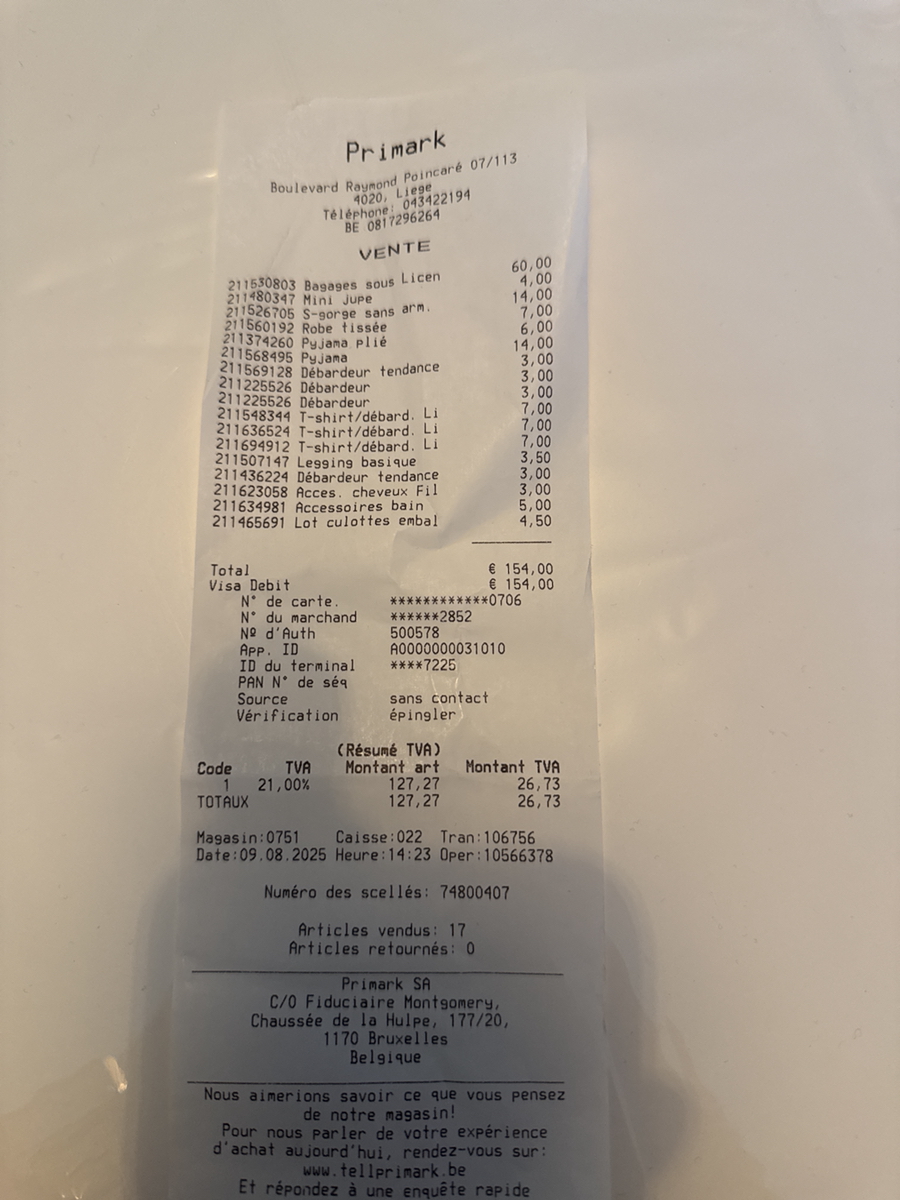 Primark
Boulevard Raymond Poincaré 07/113
4020, Liege
Téléphone: 043422194
BE 0817296264
VENTE
211530803 Bagages sous Licen 60,00
211480347 Mini jupe 4,00
211526705 S-gorge sans arm. 14,00
211560192 Robe tissée 7,00
211374260 Pyjama plié 6,00
211568495 Pyjama 14,00
211569128 Débardeur tendance 3,00
211225526 Débardeur 3,00
211225526 Débardeur 3,00
211548344 T-shirt/débard. Li 7,00
211636524 T-shirt/débard. Li 7,00
211694912 T-shirt/débard. Li 7,00
211507147 Legging basique 3,50
211436224 Débardeur tendance 3,00
211623058 Acces. cheveux Fil 3,00
211634981 Accessoires bain 5,00
211465691 Lot culottes embal 4,50
Total € 154,00
Visa Debit € 154,00
N° de carte. ************0706
N° du marchand ******2852
Nº d'Auth 500578
App. ID A0000000031010
ID du terminal ****7225
PAN N° de séq
Source sans contact
Vérification épingler
(Résumé TVA)
Code TVA Montant art Montant TVA
1 21,00% 127,27 26,73
TOTAUX 127,27 26,73
Magasin:0751 Caisse:022 Tran:106756
Date:09.08.2025 Heure:14:23 Oper:10566378
Numéro des scellés: 74800407
Articles vendus: 17
Articles retournés: 0
Primark SA
C/O Fiduciaire Montgomery,
Chaussée de la Hulpe, 177/20,
1170 Bruxelles
Belgique
Nous aimerions savoir ce que vous pensez
de notre magasin!
Pour nous parler de votre expérience
d'achat aujourd'hui, rendez-vous sur:
www.tellprimark.be
Et répondez à une enquête rapide